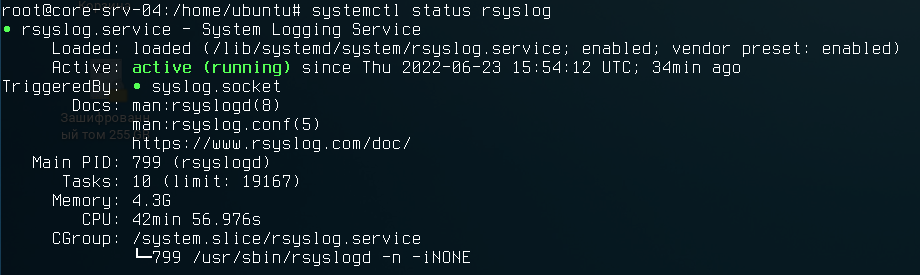 root@core-srv-04:/home/ubuntu# systemctl status rsyslog
● rsyslog.service - System Logging Service
Loaded: loaded (/lib/systemd/system/rsyslog.service; enabled; vendor preset: enabled)
Active: active (running) since Thu 2022-06-23 15:54:12 UTC; 34min ago
TriggeredBy: ● syslog.socket
Docs: man:rsyslogd(8)
man:rsyslog.conf(5)
https://www.rsyslog.com/doc/
Main PID: 799 (rsyslogd)
Tasks: 10 (limit: 19167)
Memory: 4.3G
CPU: 42min 56.976s
CGroup: /system.slice/rsyslog.service
└─799 /usr/sbin/rsyslogd -n -iNONE
Зашифрованн
ый том 255